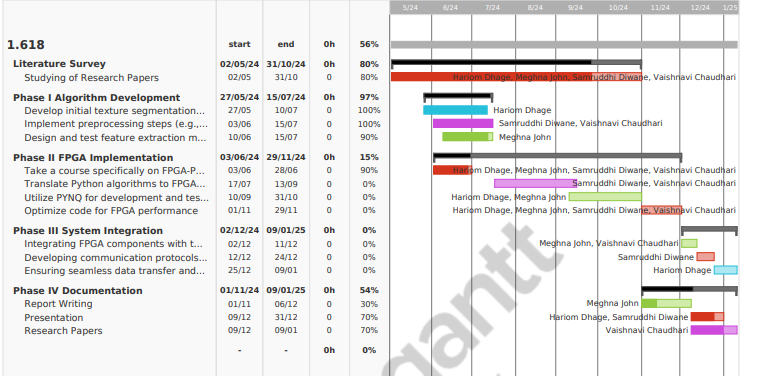 5/24 6/24 7/24 8/24 9/24 10/24 11/24 12/24 1/25
1.618 start end 0h 56%
Literature Survey 02/05/24 31/10/24 0h 80%
Studying of Research Papers 02/05 31/10 0 80% Hariom Dhage, Meghna John, Samruddhi Diwane, Vaishnavi Chaudhari
Phase I Algorithm Development 27/05/24 15/07/24 0h 97%
Develop initial texture segmentation... 27/05 10/07 0 100% Hariom Dhage
Implement preprocessing steps (e.g.,... 03/06 15/07 0 100% Samruddhi Diwane, Vaishnavi Chaudhari
Design and test feature extraction m... 10/06 15/07 0 90% Meghna John
Phase II FPGA Implementation 03/06/24 29/11/24 0h 15%
Take a course specifically on FPGA-P... 03/06 28/06 0 90% Hariom Dhage, Meghna John, Samruddhi Diwane, Vaishnavi Chaudhari
Translate Python algorithms to FPGA... 17/07 13/09 0 0% Samruddhi Diwane, Vaishnavi Chaudhari
Utilize PYNQ for development and tes... 10/09 31/10 0 0% Hariom Dhage, Meghna John
Optimize code for FPGA performance 01/11 29/11 0 0% Hariom Dhage, Meghna John, Samruddhi Diwane, Vaishnavi Chaudhari
Phase III System Integration 02/12/24 09/01/25 0h 0%
Integrating FPGA components with t... 02/12 11/12 0 0% Meghna John, Vaishnavi Chaudhari
Developing communication protocols... 12/12 24/12 0 0% Samruddhi Diwane
Ensuring seamless data transfer and... 25/12 09/01 0 0% Hariom Dhage
Phase IV Documentation 01/11/24 09/01/25 0h 54%
Report Writing 01/11 06/12 0 30% Meghna John
Presentation 09/12 31/12 0 70% Hariom Dhage, Samruddhi Diwane
Research Papers 09/12 09/01 0 70% Vaishnavi Chaudhari
- - 0h 0%
gantt